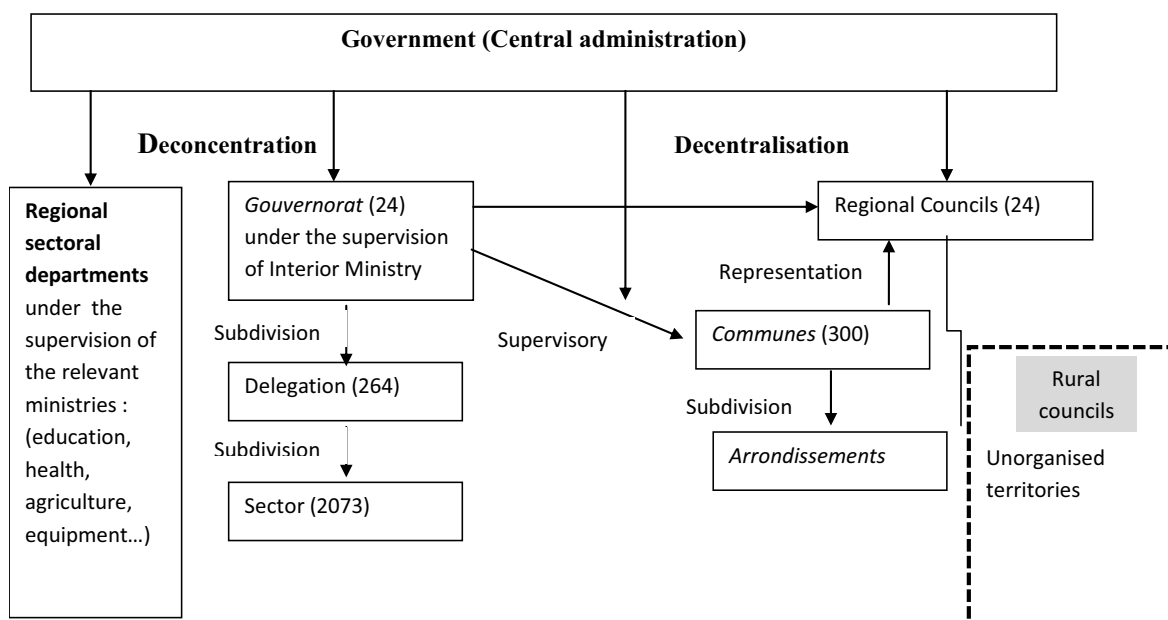 Government (Central administration)
Deconcentration
Decentralisation
Regional
sectoral
departments
under the
supervision of
the relevant
ministries :
(education,
health,
agriculture,
equipment…)
Gouvernorat (24)
under the supervision
of Interior Ministry
Regional Councils (24)
Representation
Subdivision
Supervisory
Communes (300)
Delegation (264)
Subdivision
Arrondissements
Subdivision
Sector (2073)
Rural
councils
Unorganised
territories